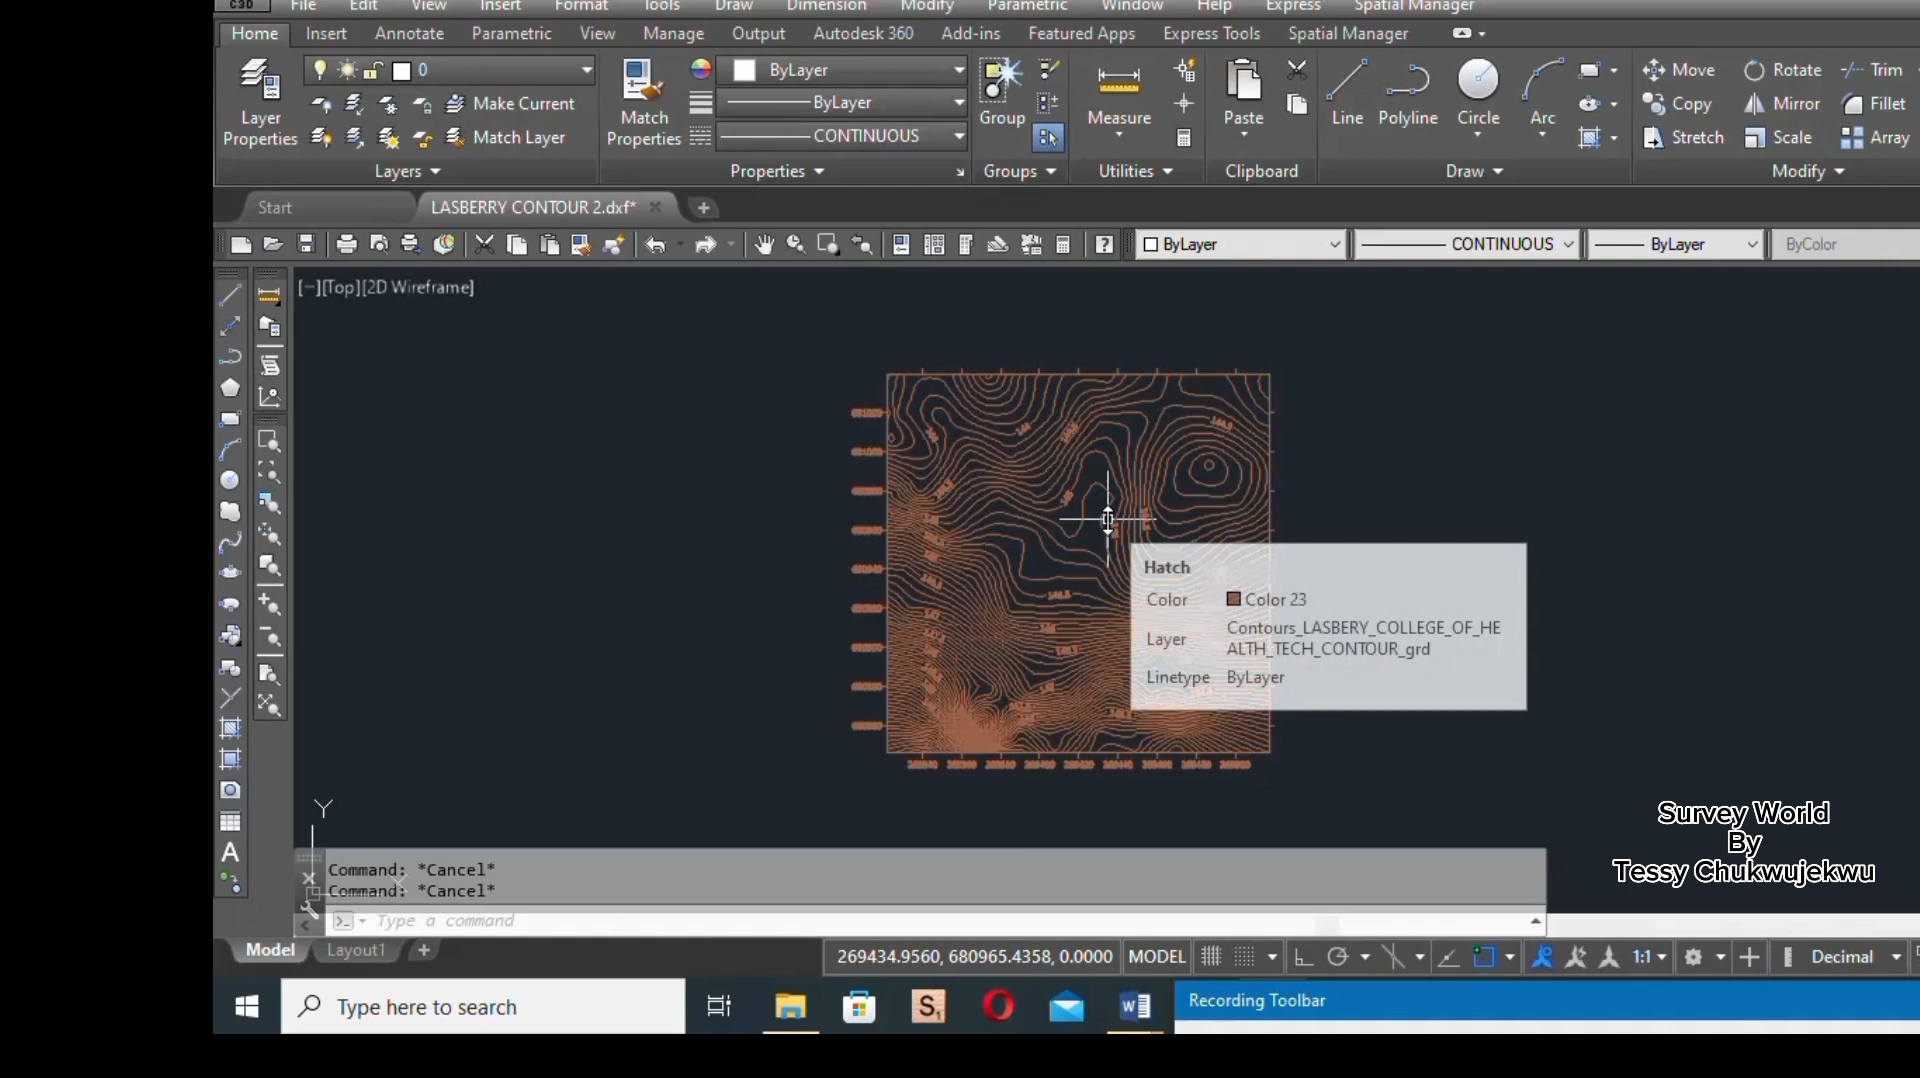 C3D File Edit View Insert Format Tools Draw Dimension Modify Parametric Window Help Express Spatial Manager
Home Insert Annotate Parametric View Manage Output Autodesk 360 Add-ins Featured Apps Express Tools Spatial Manager
0 ByLayer Move Rotate Trim
Make Current ByLayer Copy Mirror Fillet
Layer Properties Match Layer Match Properties CONTINUOUS Group Measure Paste Line Polyline Circle Arc Stretch Scale Array
Layers Properties Groups Utilities Clipboard Draw Modify
Start LASBERRY CONTOUR 2.dxf*
ByLayer CONTINUOUS ByLayer ByColor
[−][Top][2D Wireframe]
Hatch
Color Color 23
Layer Contours_LASBERY_COLLEGE_OF_HE
ALTH_TECH_CONTOUR_grd
Linetype ByLayer
Y
Survey World
By
Tessy Chukwujekwu
Command: *Cancel*
Command: *Cancel*
Type a command
Model Layout1 269434.9560, 680965.4358, 0.0000 MODEL 1:1 Decimal
Type here to search
Recording Toolbar